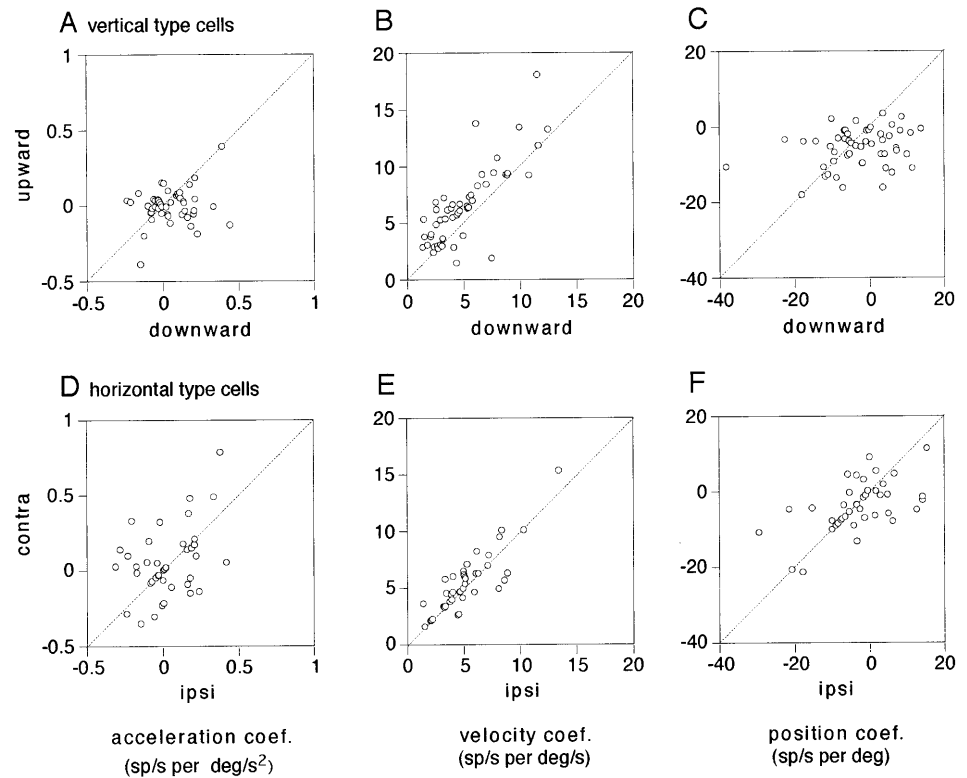 A vertical type cells
B
C
1
0.5
0
-0.5
upward
-0.5 0 0.5 1
downward
20
15
10
5
0
0 5 10 15 20
downward
20
0
-20
-40
-40 -20 0 20
downward
D horizontal type cells
E
F
1
0.5
0
-0.5
contra
-0.5 0 0.5 1
ipsi
20
15
10
5
0
0 5 10 15 20
ipsi
20
0
-20
-40
-40 -20 0 20
ipsi
acceleration coef.
(sp/s per deg/s²)
velocity coef.
(sp/s per deg/s)
position coef.
(sp/s per deg)